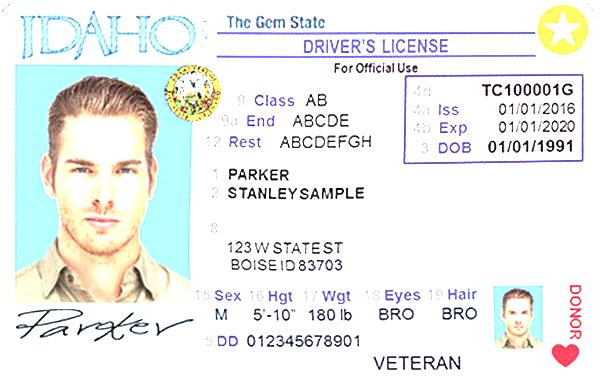 IDAHO
The Gem State
DRIVER'S LICENSE
For Official Use
9 Class AB
9a End ABCDE
12 Rest ABCDEFGH
4d TC100001G
4a Iss 01/01/2016
4b Exp 01/01/2020
3 DOB 01/01/1991
1 PARKER
2 STANLEYSAMPLE
8
123 W STATE ST
BOISE ID 83703
15 Sex 16 Hgt 17 Wgt 18 Eyes 19 Hair
M 5'-10" 180 lb BRO BRO
Parker
5 DD 012345678901
VETERAN
DONOR